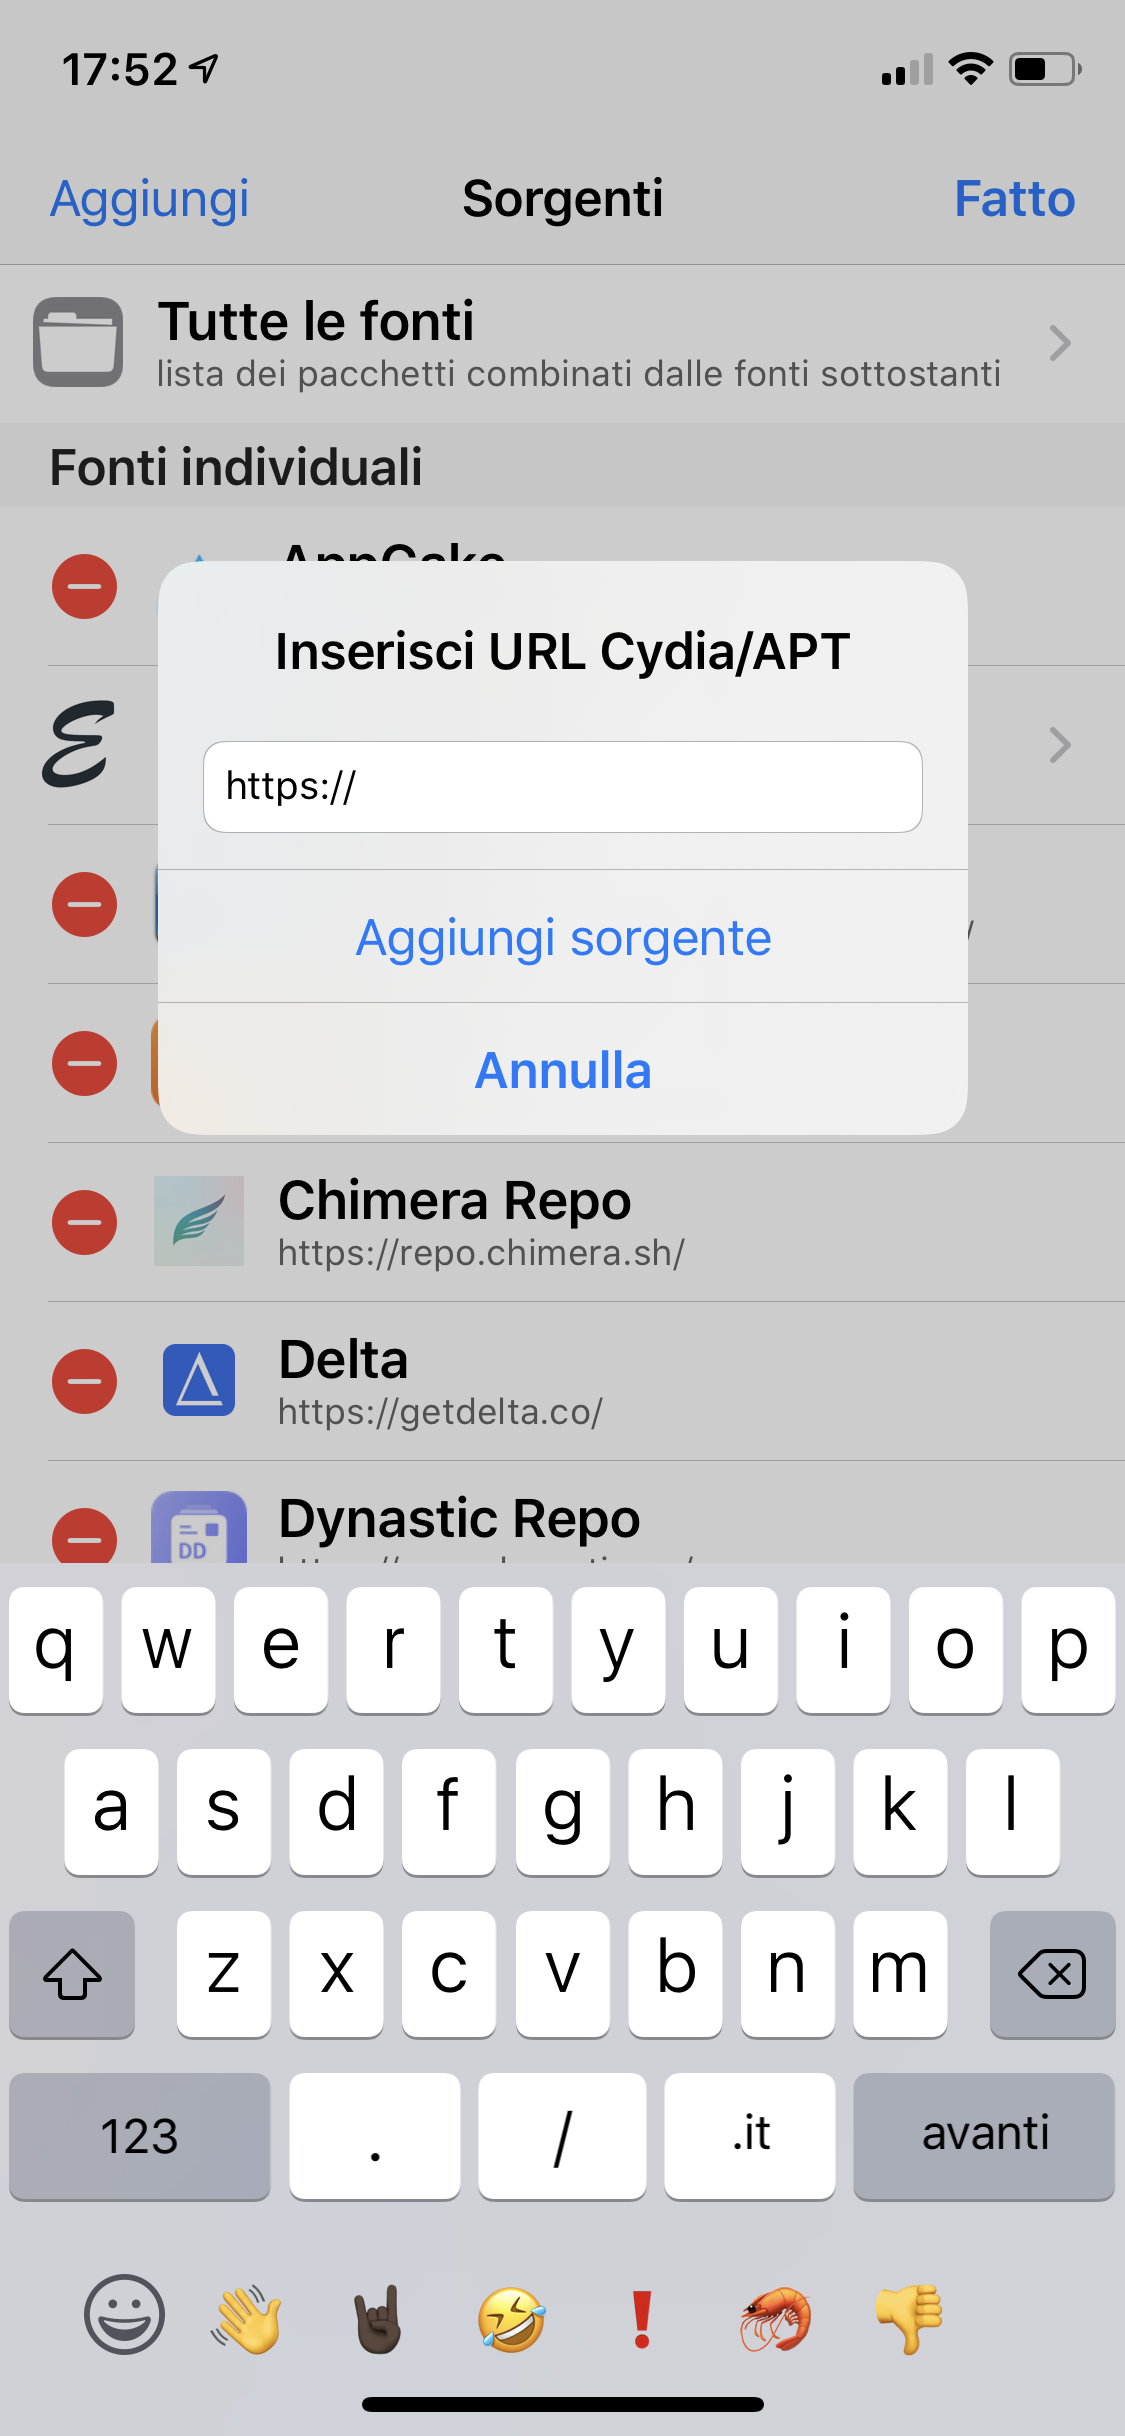 17:52
Aggiungi
Sorgenti
Fatto
Tutte le fonti
lista dei pacchetti combinati dalle fonti sottostanti
Fonti individuali
AppCake
Inserisci URL Cydia/APT
https://
Aggiungi sorgente
Annulla
Chimera Repo
https://repo.chimera.sh/
Delta
https://getdelta.co/
Dynastic Repo
DD
q w e r t y u i o p
a s d f g h j k l
z x c v b n m
123 . / .it avanti